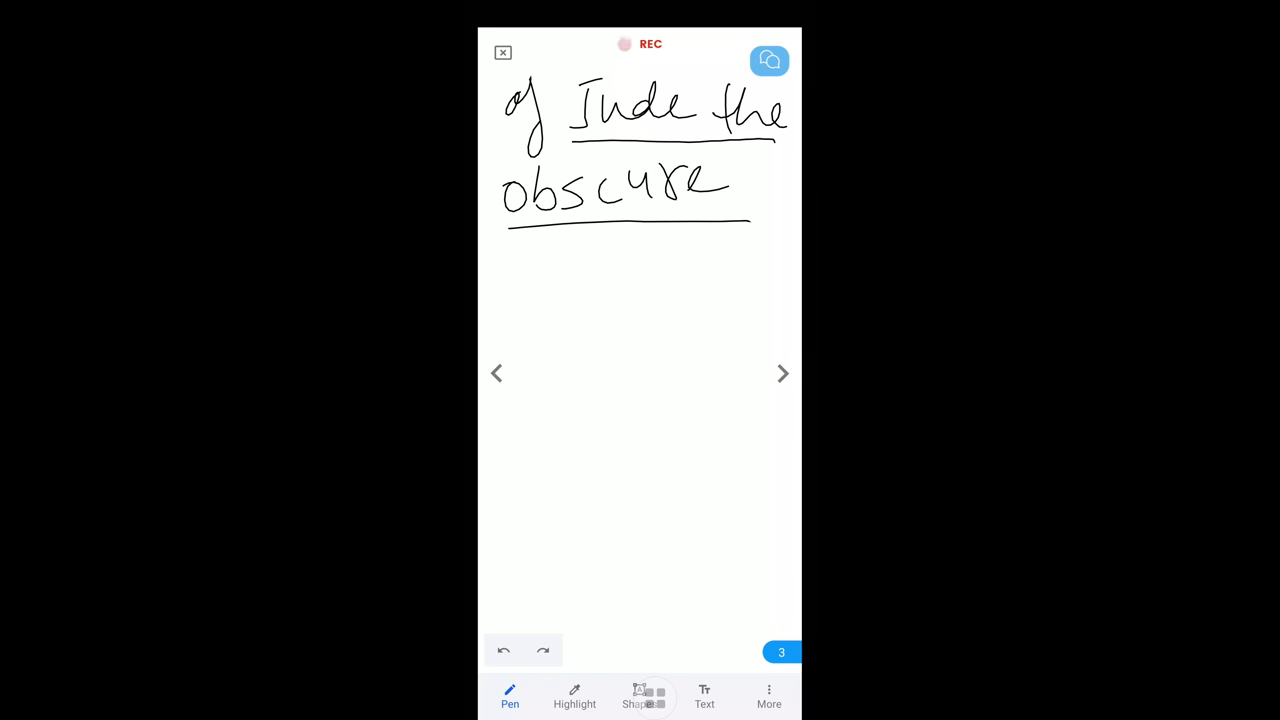 REC
of Jude the
obscure
3
Pen
Highlight
Shapes
Text
More